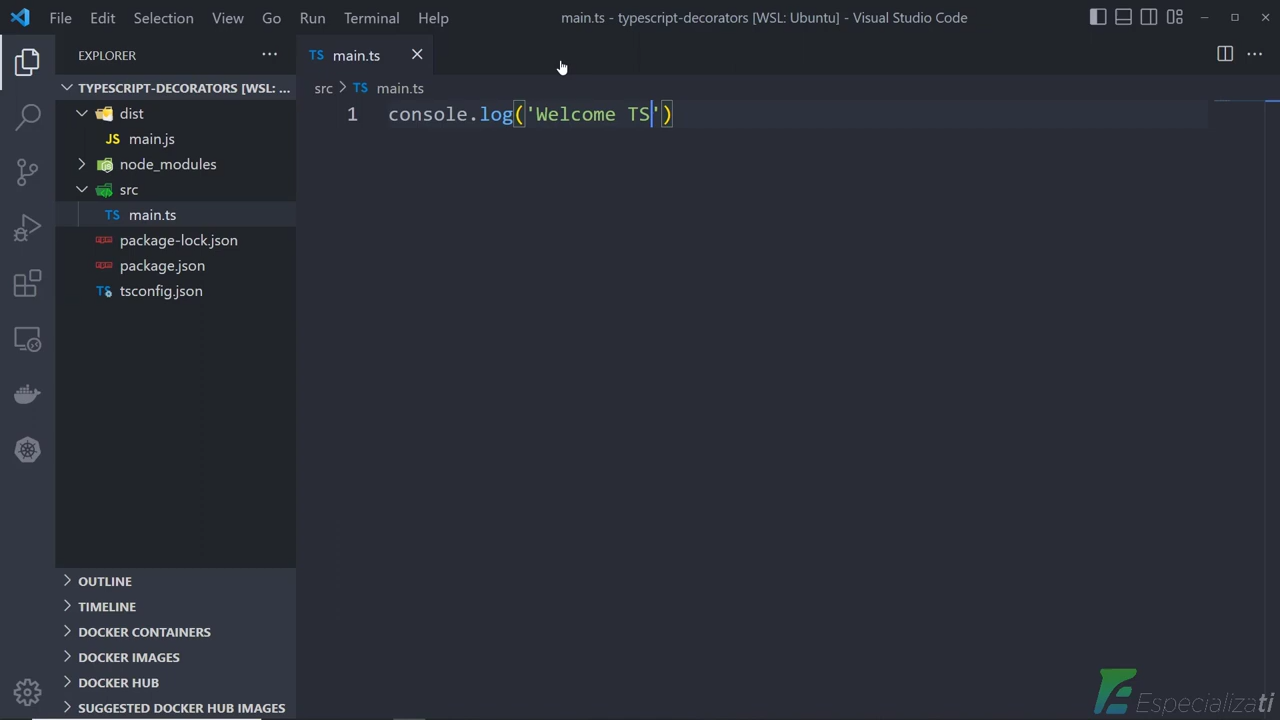 File Edit Selection View Go Run Terminal Help main.ts - typescript-decorators [WSL: Ubuntu] - Visual Studio Code
EXPLORER
TS main.ts
TYPESCRIPT-DECORATORS [WSL: ...
src > TS main.ts
dist
1 console.log('Welcome TS')
JS main.js
node_modules
src
TS main.ts
package-lock.json
package.json
TS tsconfig.json
OUTLINE
TIMELINE
DOCKER CONTAINERS
DOCKER IMAGES
DOCKER HUB
SUGGESTED DOCKER HUB IMAGES
Especializati